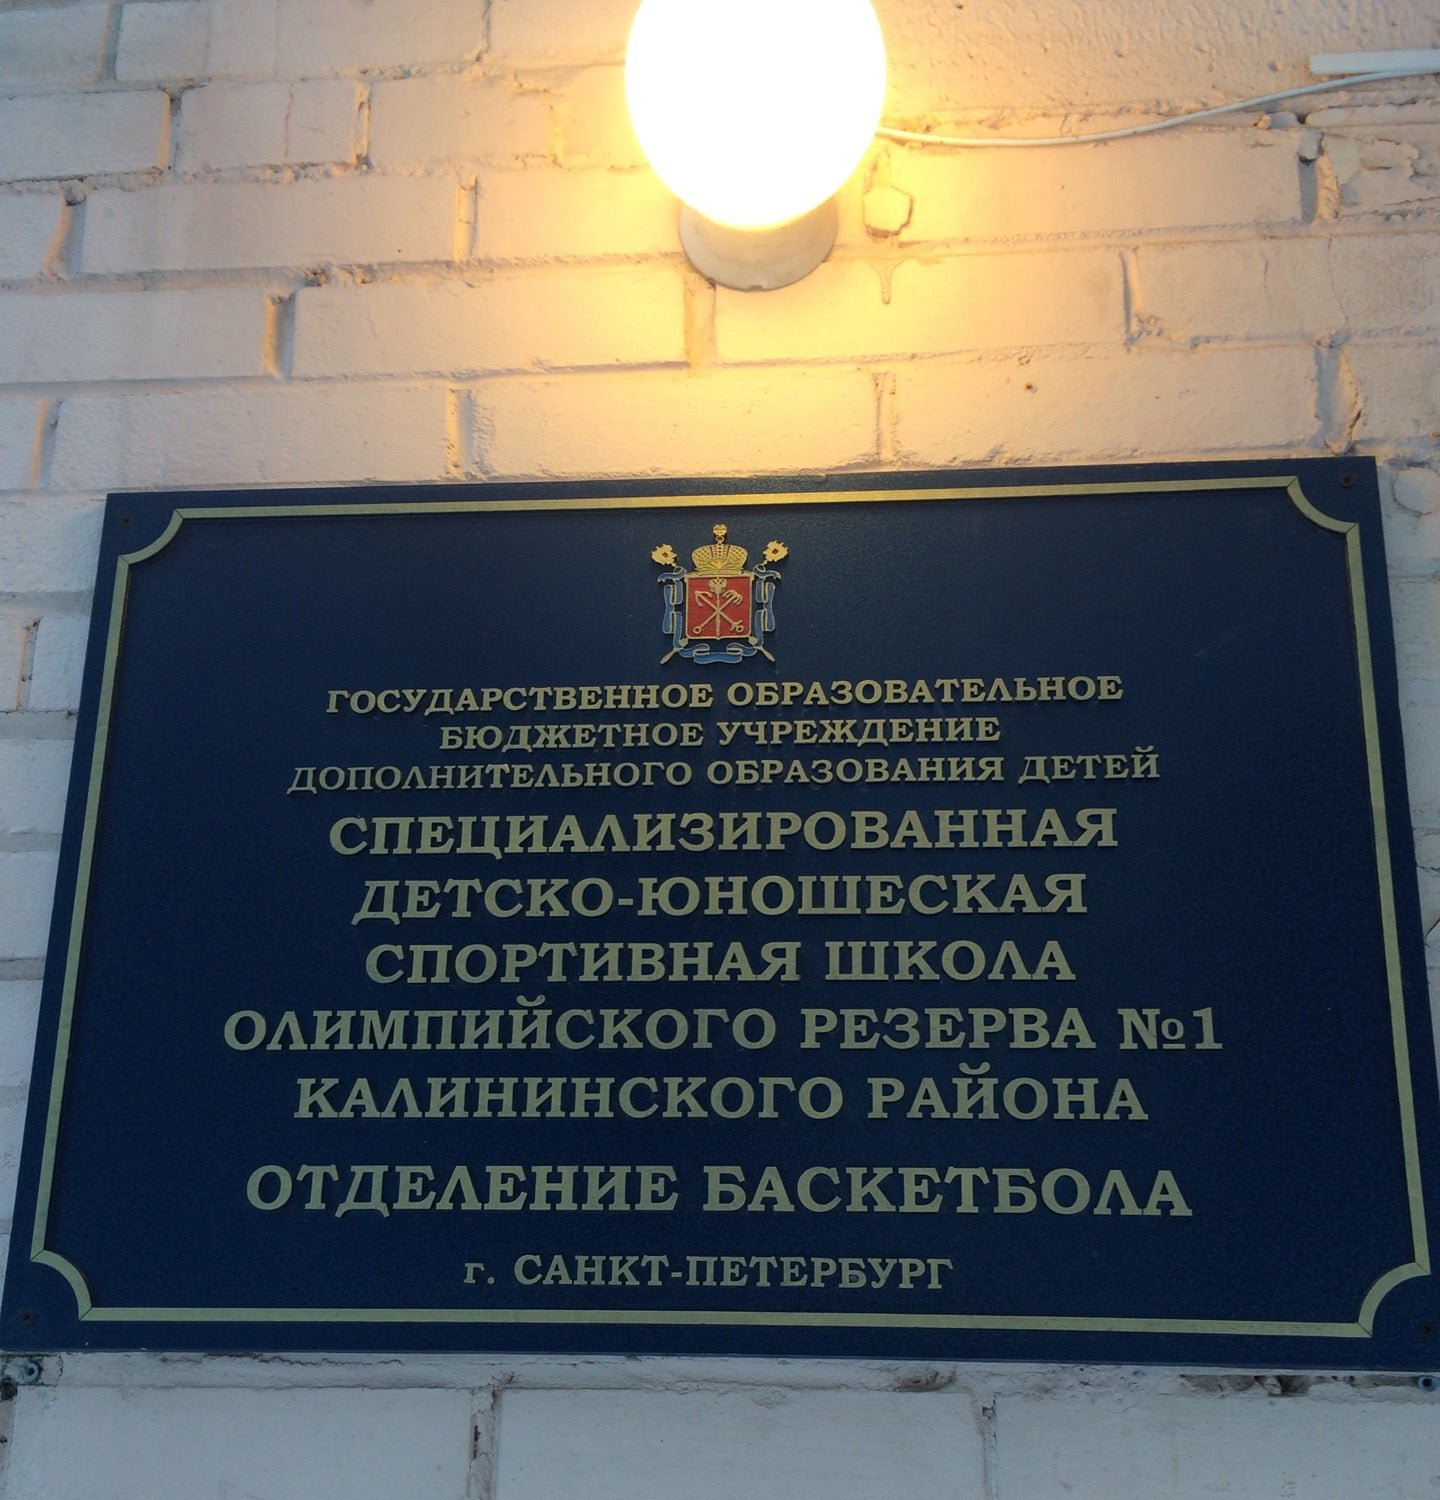 ГОСУДАРСТВЕННОЕ ОБРАЗОВАТЕЛЬНОЕ
БЮДЖЕТНОЕ УЧРЕЖДЕНИЕ
ДОПОЛНИТЕЛЬНОГО ОБРАЗОВАНИЯ ДЕТЕЙ
СПЕЦИАЛИЗИРОВАННАЯ
ДЕТСКО-ЮНОШЕСКАЯ
СПОРТИВНАЯ ШКОЛА
ОЛИМПИЙСКОГО РЕЗЕРВА №1
КАЛИНИНСКОГО РАЙОНА
ОТДЕЛЕНИЕ БАСКЕТБОЛА
г. САНКТ-ПЕТЕРБУРГ